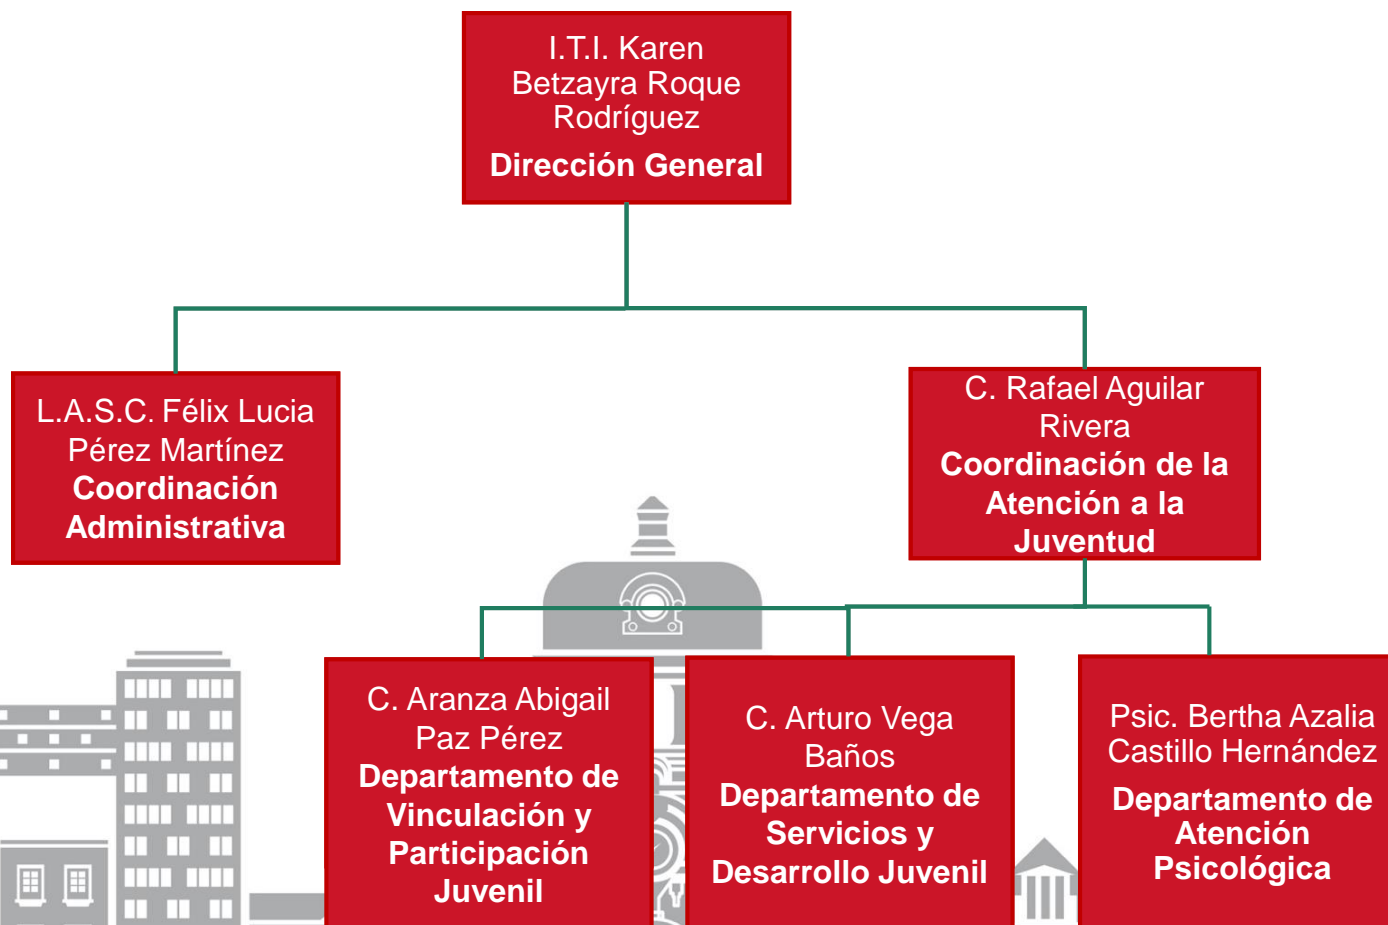 I.T.I. Karen
Betzayra Roque
Rodríguez
Dirección General
L.A.S.C. Félix Lucia
Pérez Martínez
Coordinación
Administrativa
C. Rafael Aguilar
Rivera
Coordinación de la
Atención a la
Juventud
C. Aranza Abigail
Paz Pérez
Departamento de
Vinculación y
Participación
Juvenil
C. Arturo Vega
Baños
Departamento de
Servicios y
Desarrollo Juvenil
Psic. Bertha Azalia
Castillo Hernández
Departamento de
Atención
Psicológica